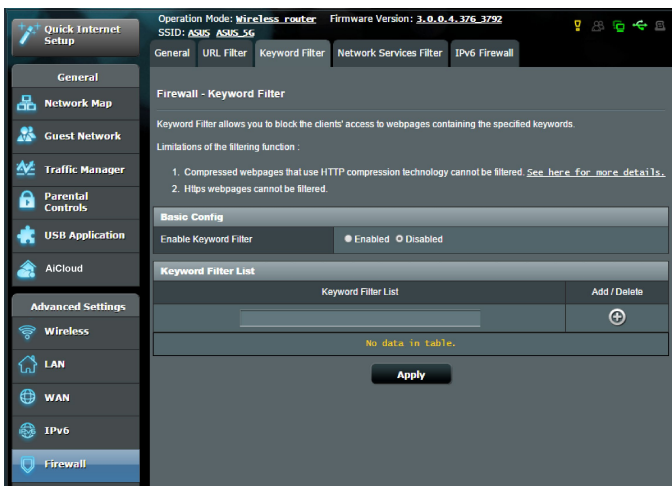 Quick Internet
Setup
Operation Mode: Wireless router Firmware Version: 3.0.0.4.376_3792
SSID: ASUS ASUS_5G
General
URL Filter
Keyword Filter
Network Services Filter
IPv6 Firewall
General
Network Map
Guest Network
Traffic Manager
Parental
Controls
USB Application
AiCloud
Advanced Settings
Wireless
LAN
WAN
IPv6
Firewall
Firewall - Keyword Filter
Keyword Filter allows you to block the clients' access to webpages containing the specified keywords.
Limitations of the filtering function :
1. Compressed webpages that use HTTP compression technology cannot be filtered. See here for more details.
2. Https webpages cannot be filtered.
Basic Config
Enable Keyword Filter
Enabled Disabled
Keyword Filter List
Keyword Filter List
Add / Delete
No data in table.
Apply